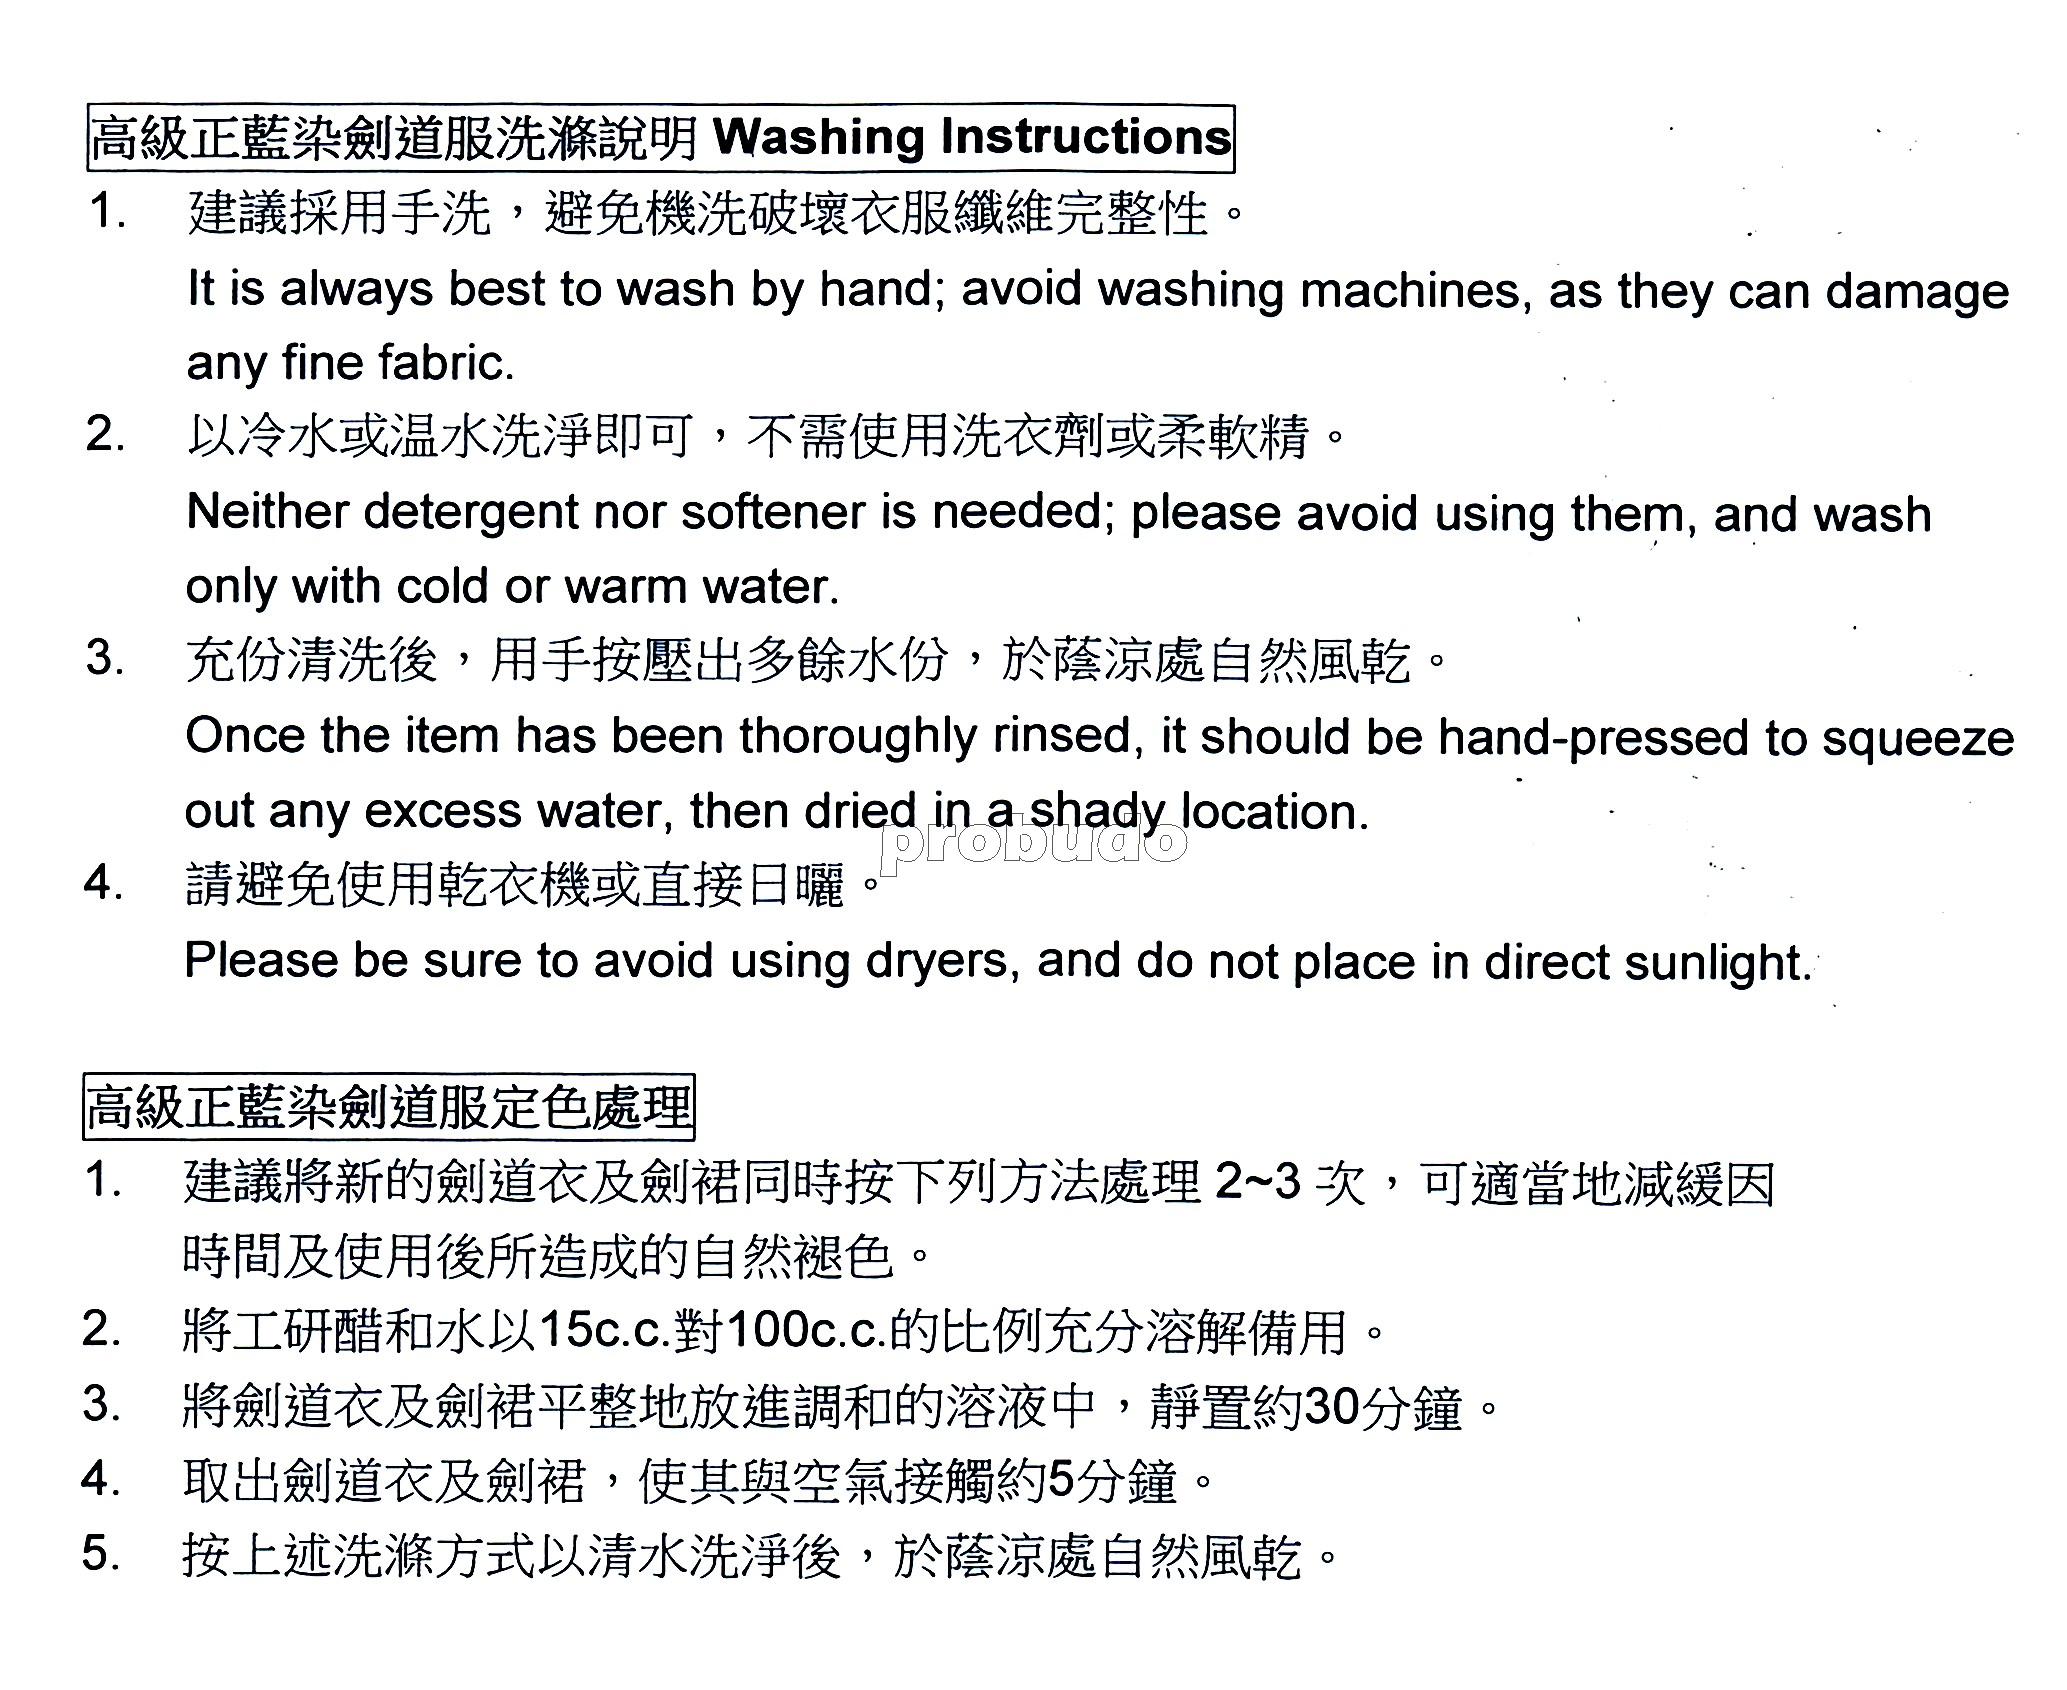 高級正藍染劍道服洗滌說明 Washing Instructions
1. 建議採用手洗，避免機洗破壞衣服纖維完整性。
It is always best to wash by hand; avoid washing machines, as they can damage
any fine fabric.
2. 以冷水或温水洗淨即可，不需使用洗衣劑或柔軟精。
Neither detergent nor softener is needed; please avoid using them, and wash
only with cold or warm water.
3. 充份清洗後，用手按壓出多餘水份，於蔭涼處自然風乾。
Once the item has been thoroughly rinsed, it should be hand-pressed to squeeze
out any excess water, then dried in a shady location.
probudo
4. 請避免使用乾衣機或直接日曬。
Please be sure to avoid using dryers, and do not place in direct sunlight.
高級正藍染劍道服定色處理
1. 建議將新的劍道衣及劍裙同時按下列方法處理 2~3 次，可適當地減緩因
時間及使用後所造成的自然褪色。
2. 將工研醋和水以15c.c.對100c.c.的比例充分溶解備用。
3. 將劍道衣及劍裙平整地放進調和的溶液中，靜置約30分鐘。
4. 取出劍道衣及劍裙，使其與空氣接觸約5分鐘。
5. 按上述洗滌方式以清水洗淨後，於蔭涼處自然風乾。